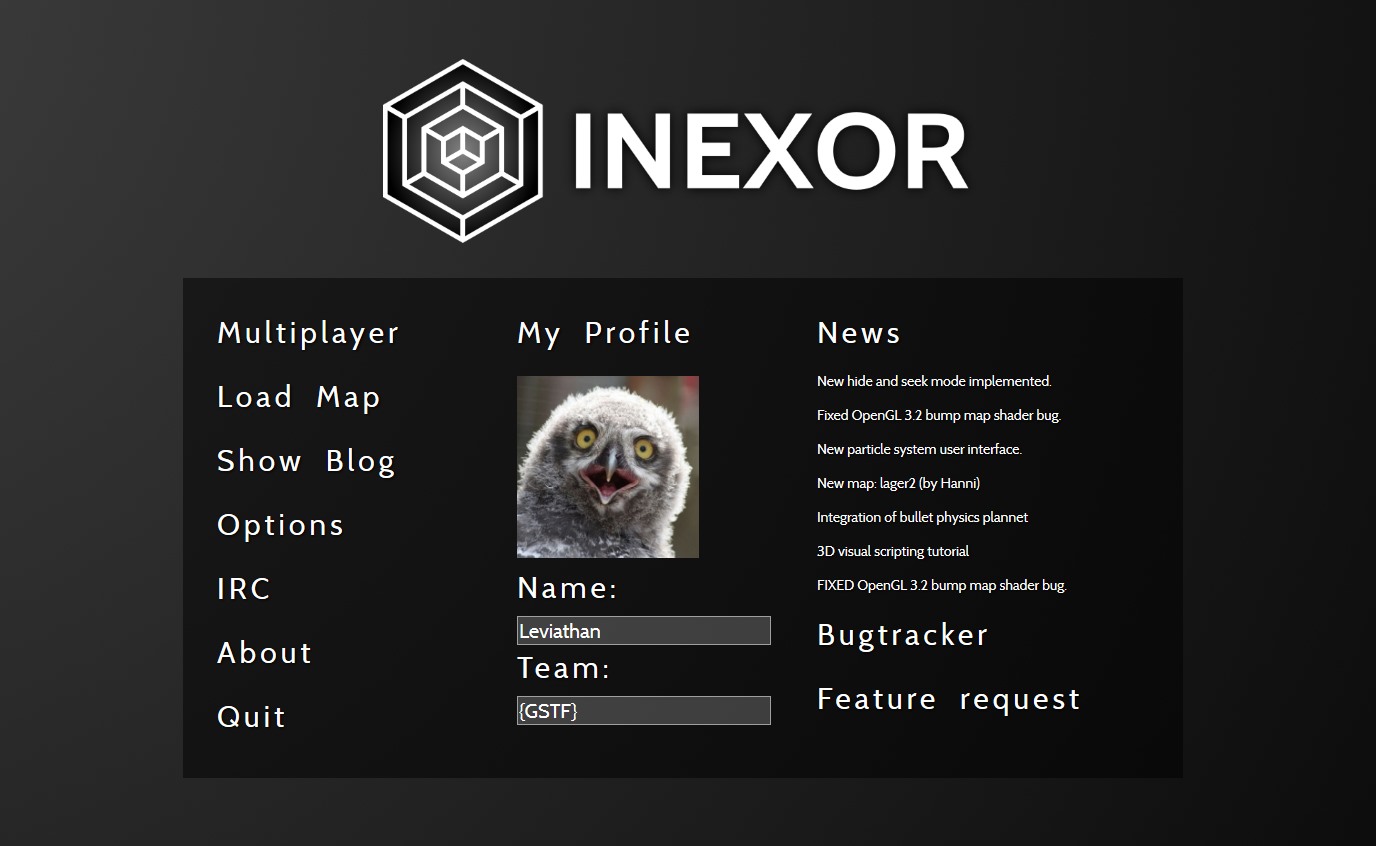 INEXOR
Multiplayer
Load Map
Show Blog
Options
IRC
About
Quit
My Profile
Name:
Leviathan
Team:
{GSTF}
News
New hide and seek mode implemented.
Fixed OpenGL 3.2 bump map shader bug.
New particle system user interface.
New map: lager2 (by Hanni)
Integration of bullet physics plannet
3D visual scripting tutorial
FIXED OpenGL 3.2 bump map shader bug.
Bugtracker
Feature request